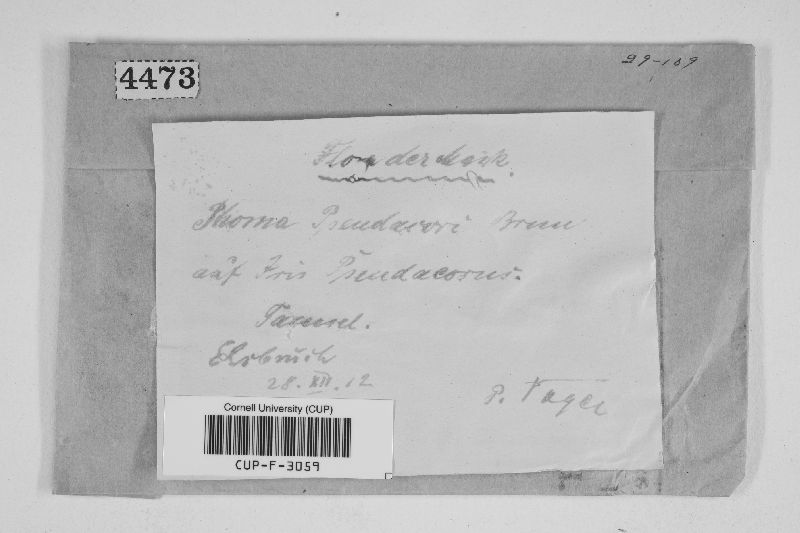 4473
29-109
Flora der Mark.
Phoma Pseudacori Brun
auf Iris Pseudacorus.
Tamsel.
Elsbruch
28. XII. 12
P. Vogel
Cornell University (CUP)
CUP-F-3059